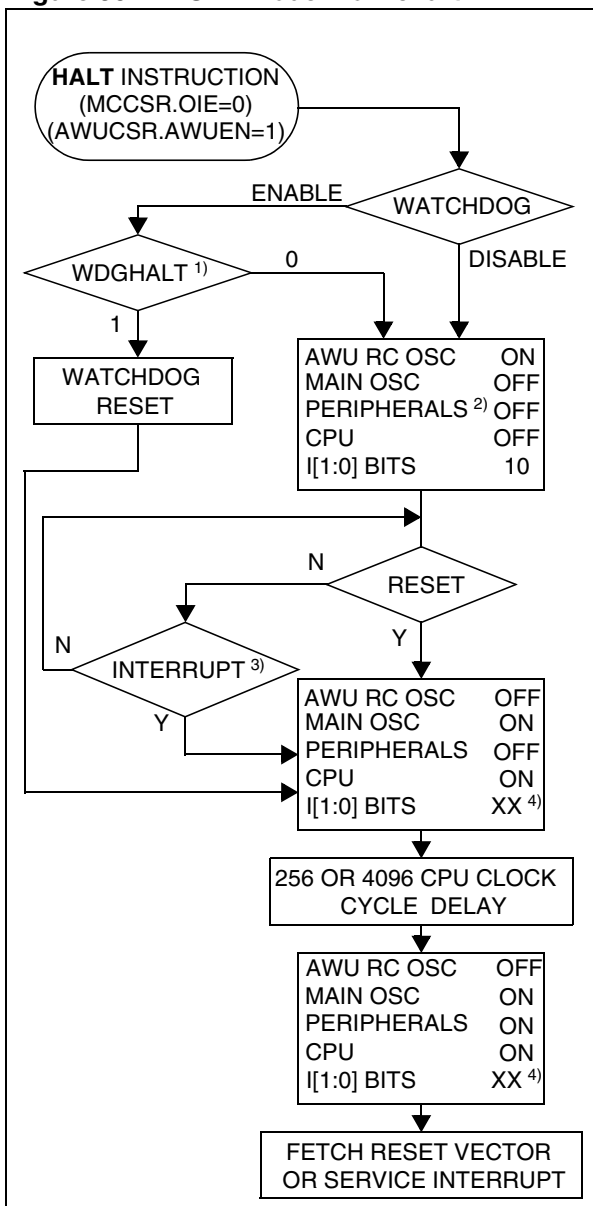 HALT INSTRUCTION
(MCCSR.OIE=0)
(AWUCSR.AWUEN=1)
ENABLE
WATCHDOG
WDGHALT 1)
0
DISABLE
1
WATCHDOG
RESET
AWU RC OSC ON
MAIN OSC OFF
PERIPHERALS 2) OFF
CPU OFF
I[1:0] BITS 10
N
RESET
N
Y
INTERRUPT 3)
Y
AWU RC OSC OFF
MAIN OSC ON
PERIPHERALS OFF
CPU ON
I[1:0] BITS XX 4)
256 OR 4096 CPU CLOCK
CYCLE DELAY
AWU RC OSC OFF
MAIN OSC ON
PERIPHERALS ON
CPU ON
I[1:0] BITS XX 4)
FETCH RESET VECTOR
OR SERVICE INTERRUPT